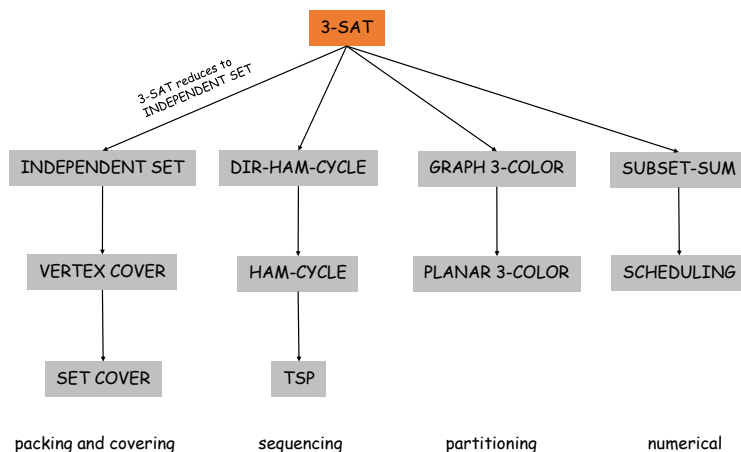 3-SAT
3-SAT reduces to
INDEPENDENT SET
INDEPENDENT SET
DIR-HAM-CYCLE
GRAPH 3-COLOR
SUBSET-SUM
VERTEX COVER
HAM-CYCLE
PLANAR 3-COLOR
SCHEDULING
SET COVER
TSP
packing and covering
sequencing
partitioning
numerical